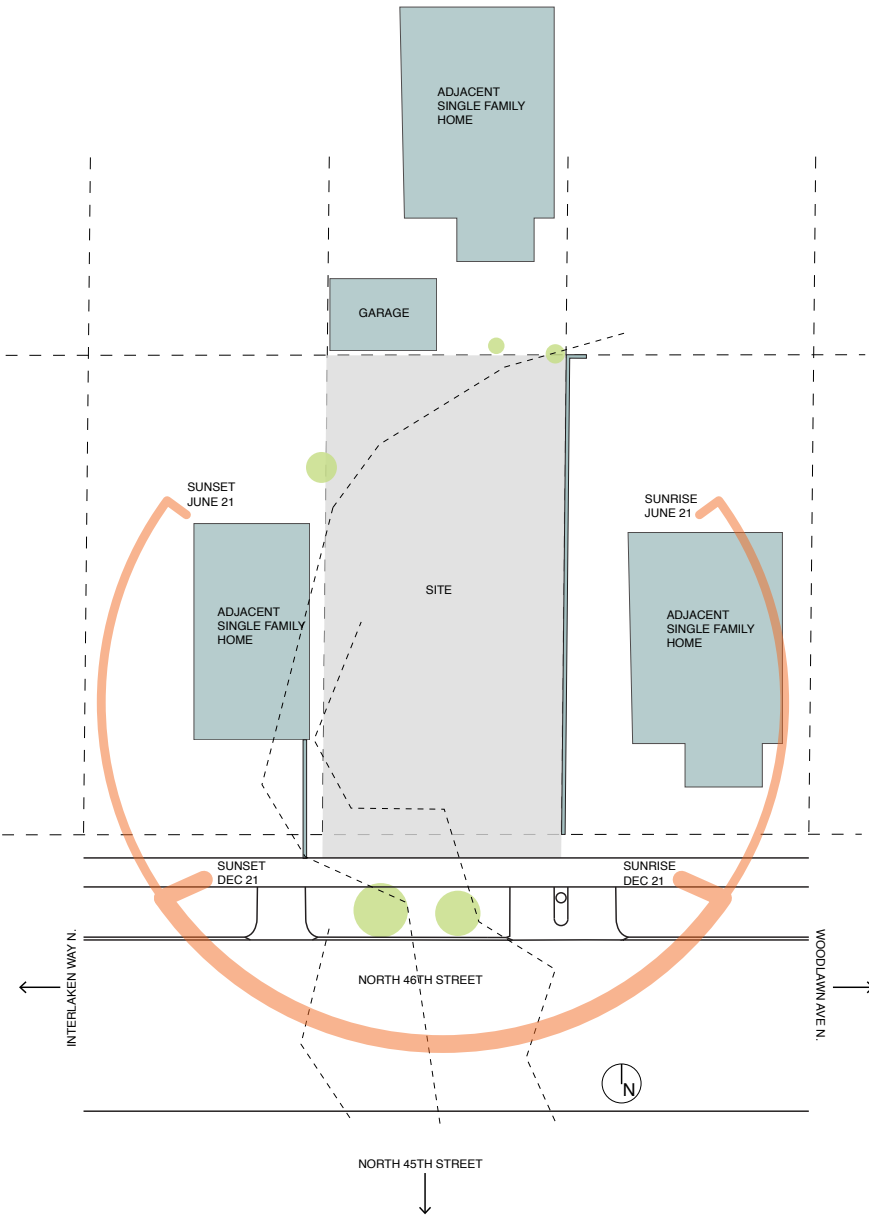 ADJACENT
SINGLE FAMILY
HOME
GARAGE
SUNSET
JUNE 21
SUNRISE
JUNE 21
SITE
ADJACENT
SINGLE FAMILY
HOME
ADJACENT
SINGLE FAMILY
HOME
SUNSET
DEC 21
SUNRISE
DEC 21
INTERLAKEN WAY N.
NORTH 46TH STREET
WOODLAWN AVE N.
N
NORTH 45TH STREET